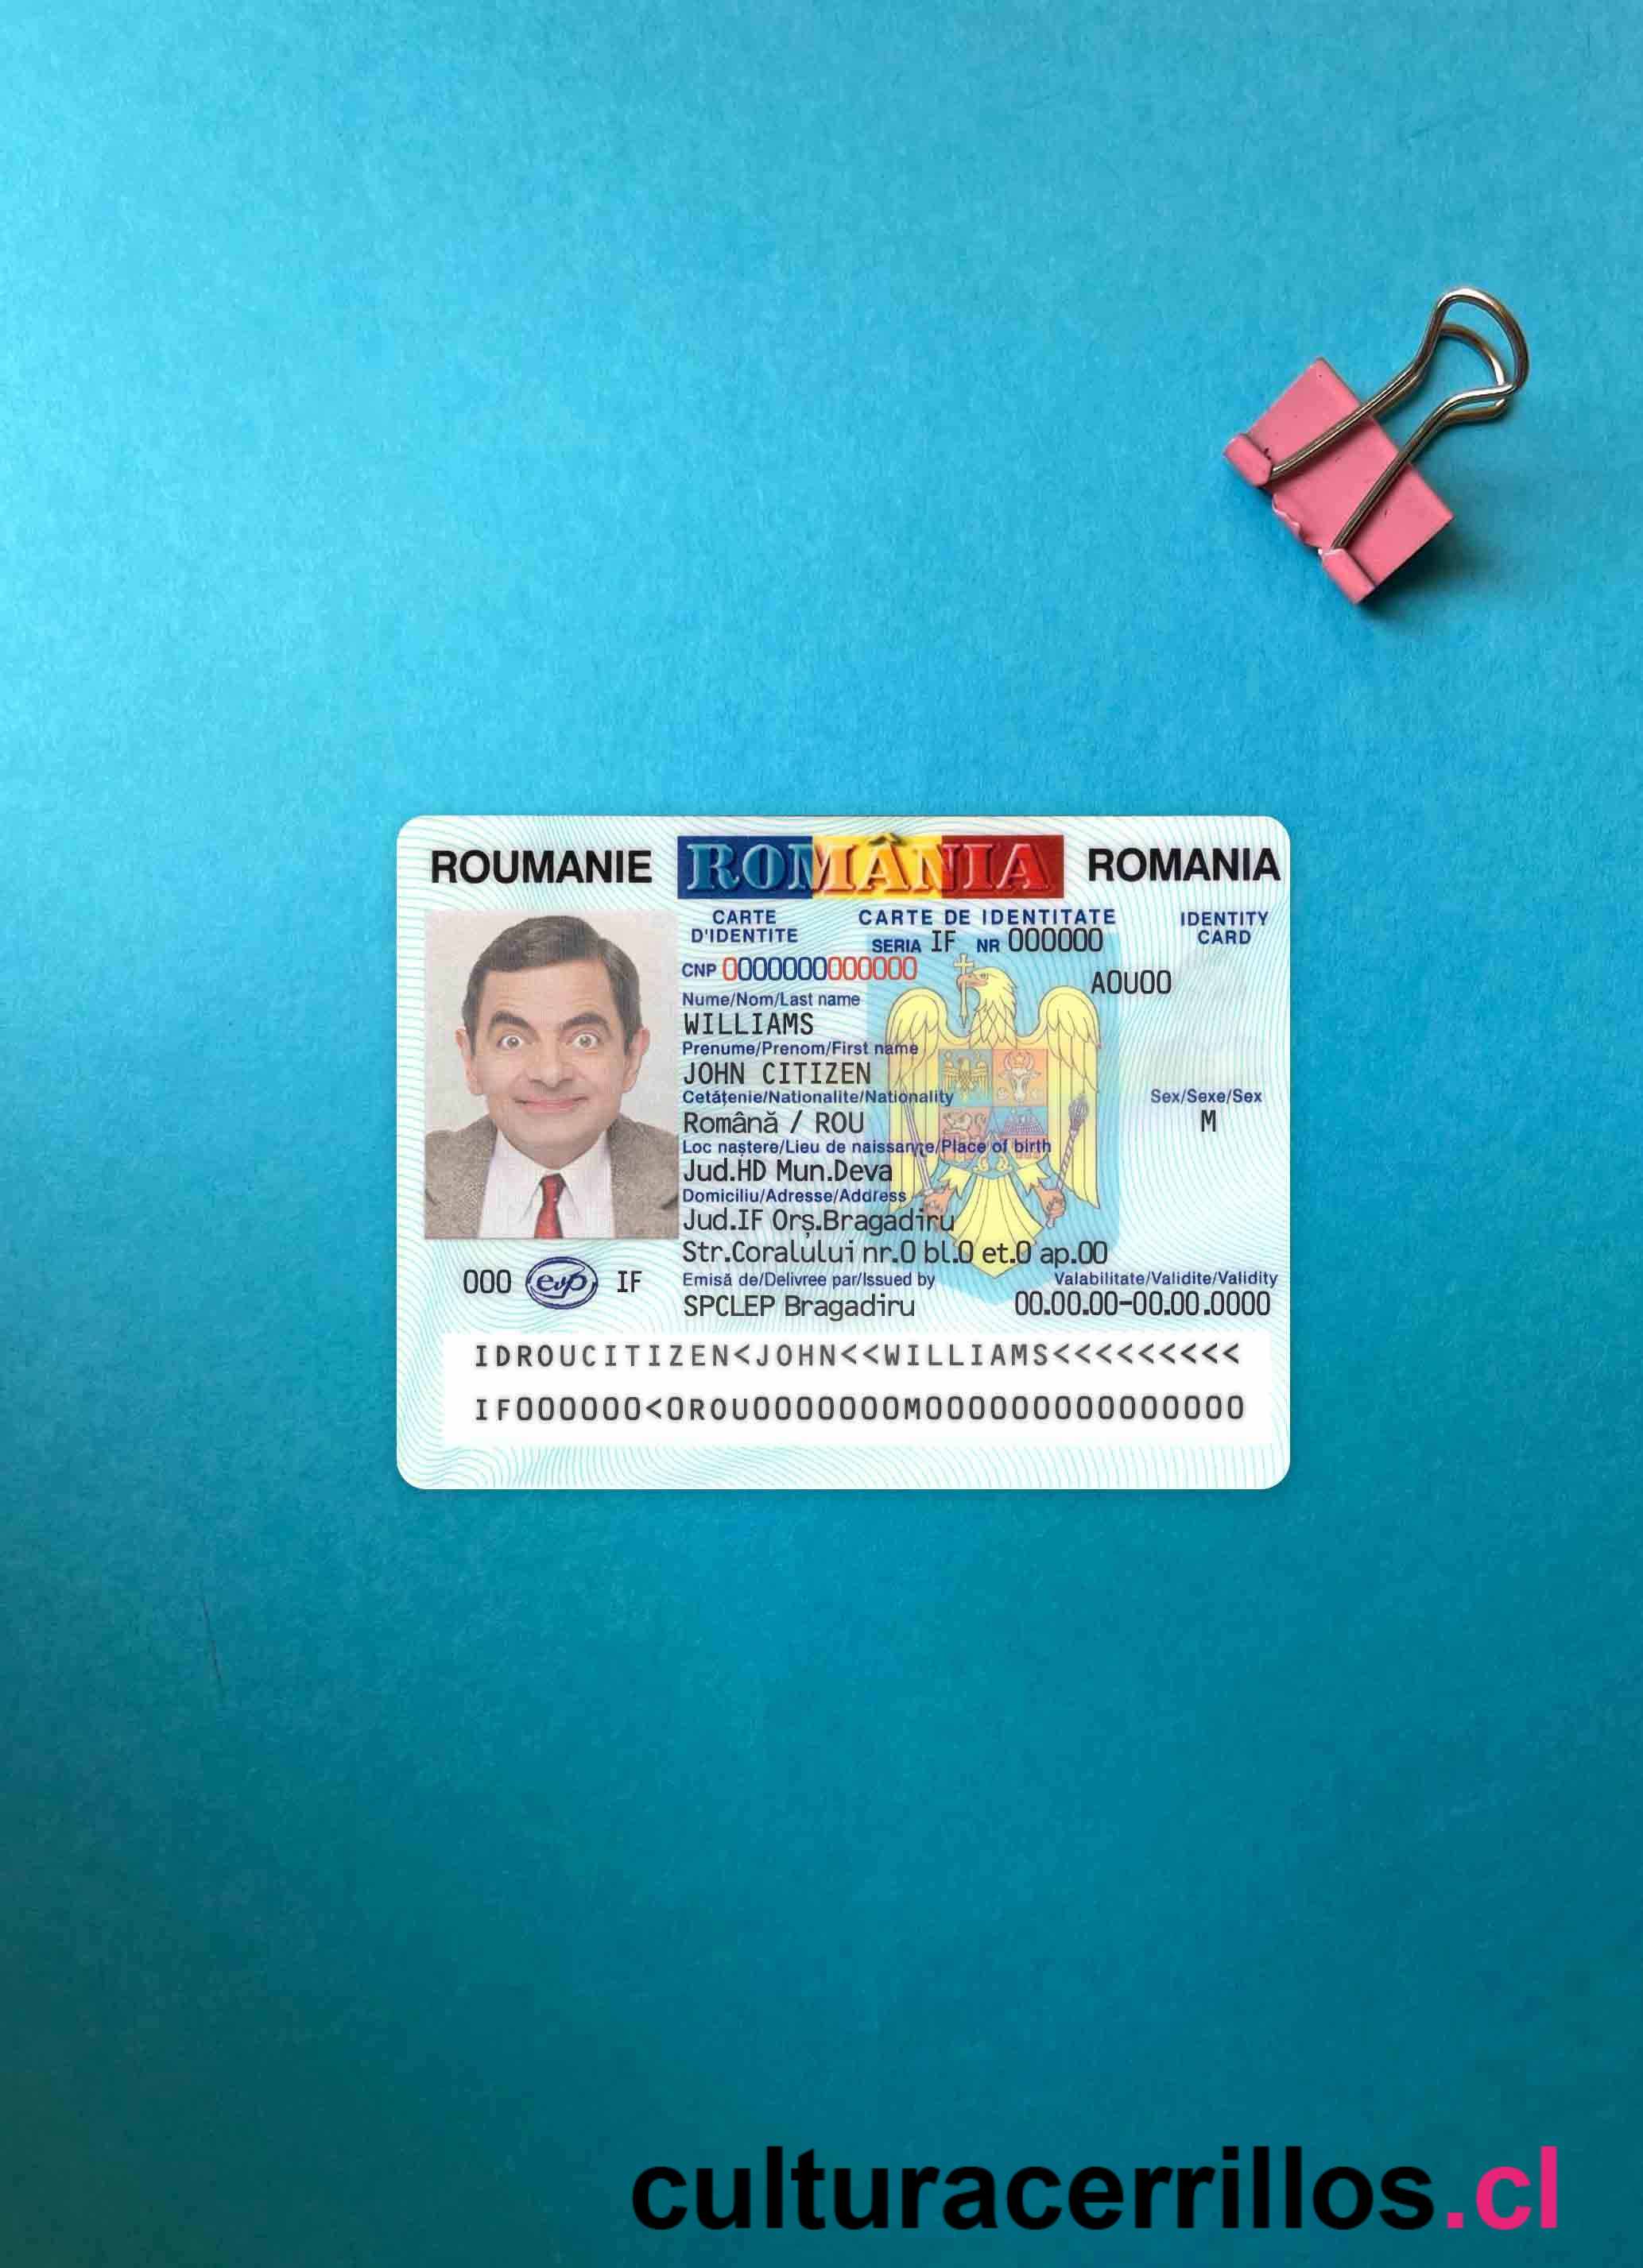 ROUMANIE ROMÂNIA ROMANIA
CARTE D'IDENTITE
CARTE DE IDENTITATE
IDENTITY CARD
SERIA IF NR 000000
CNP 0000000000000
A0U00
Nume/Nom/Last name
WILLIAMS
Prenume/Prenom/First name
JOHN CITIZEN
Cetăţenie/Nationalite/Nationality
Română / ROU
Sex/Sexe/Sex
M
Loc naştere/Lieu de naissance/Place of birth
Jud.HD Mun.Deva
Domiciliu/Adresse/Address
Jud.IF Orş.Bragadiru
Str.Coralului nr.0 bl.0 et.0 ap.00
000 evp IF
Emisă de/Delivree par/Issued by
SPCLEP Bragadiru
Valabilitate/Validite/Validity
00.00.00-00.00.0000
IDROUCITIZEN<JOHN<<WILLIAMS<<<<<<<<<
IF000000<0ROU0000000M000000000000000
culturacerrillos.cl